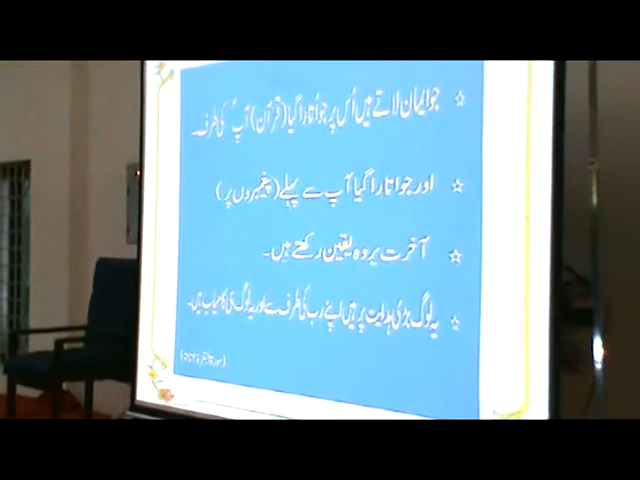 ☆ جو ایمان لاتے ہیں اُس پر جو اُتارا گیا (قرآن) آپؐ کی طرف۔
☆ اور جو اتارا گیا آپ سے پہلے (پیغمبروں پر)
☆ آخرت پر وہ یقین رکھتے ہیں۔
☆ یہ لوگ ہدایت پر ہیں اپنے رب کی طرف سے اور یہ لوگ ہی کامیاب ہیں۔